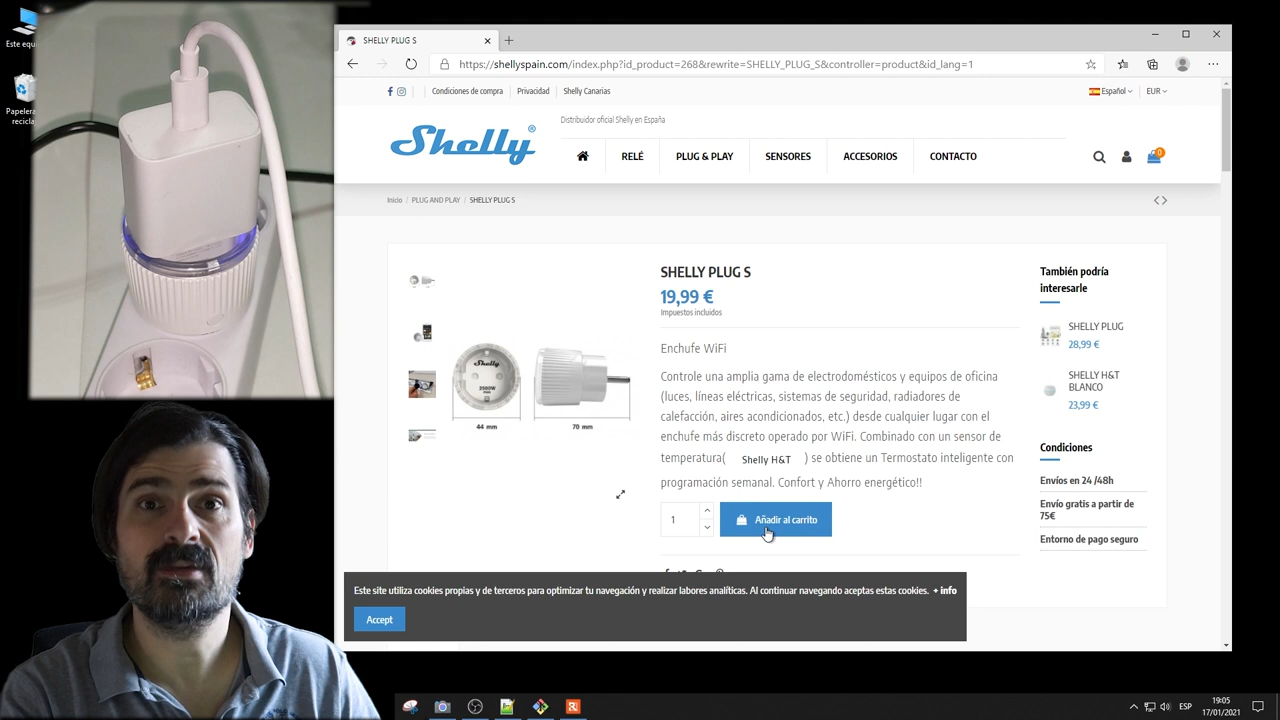 Este equ
Papelera
recicla
SHELLY PLUG S
https://shellyspain.com/index.php?id_product=268&rewrite=SHELLY_PLUG_S&controller=product&id_lang=1
Condiciones de compra
Privacidad
Shelly Canarias
Español
EUR
Shelly®
Distribuidor oficial Shelly en España
RELÉ
PLUG & PLAY
SENSORES
ACCESORIOS
CONTACTO
0
Inicio / PLUG AND PLAY / SHELLY PLUG S
SHELLY PLUG S
19,99 €
Impuestos incluidos
Enchufe WiFi
Controle una amplia gama de electrodomésticos y equipos de oficina
(luces, líneas eléctricas, sistemas de seguridad, radiadores de
calefacción, aires acondicionados, etc.) desde cualquier lugar con el
enchufe más discreto operado por WiFi. Combinado con un sensor de
temperatura( Shelly H&T ) se obtiene un Termostato inteligente con
programación semanal. Confort y Ahorro energético!!
1
Añadir al carrito
Shelly
2500W
44 mm
70 mm
También podría
interesarle
SHELLY PLUG
28,99 €
SHELLY H&T
BLANCO
23,99 €
Condiciones
Envíos en 24 /48h
Envío gratis a partir de
75€
Entorno de pago seguro
Este site utiliza cookies propias y de terceros para optimizar tu navegación y realizar labores analíticas. Al continuar navegando aceptas estas cookies. + info
Accept
ESP
19:05
17/01/2021